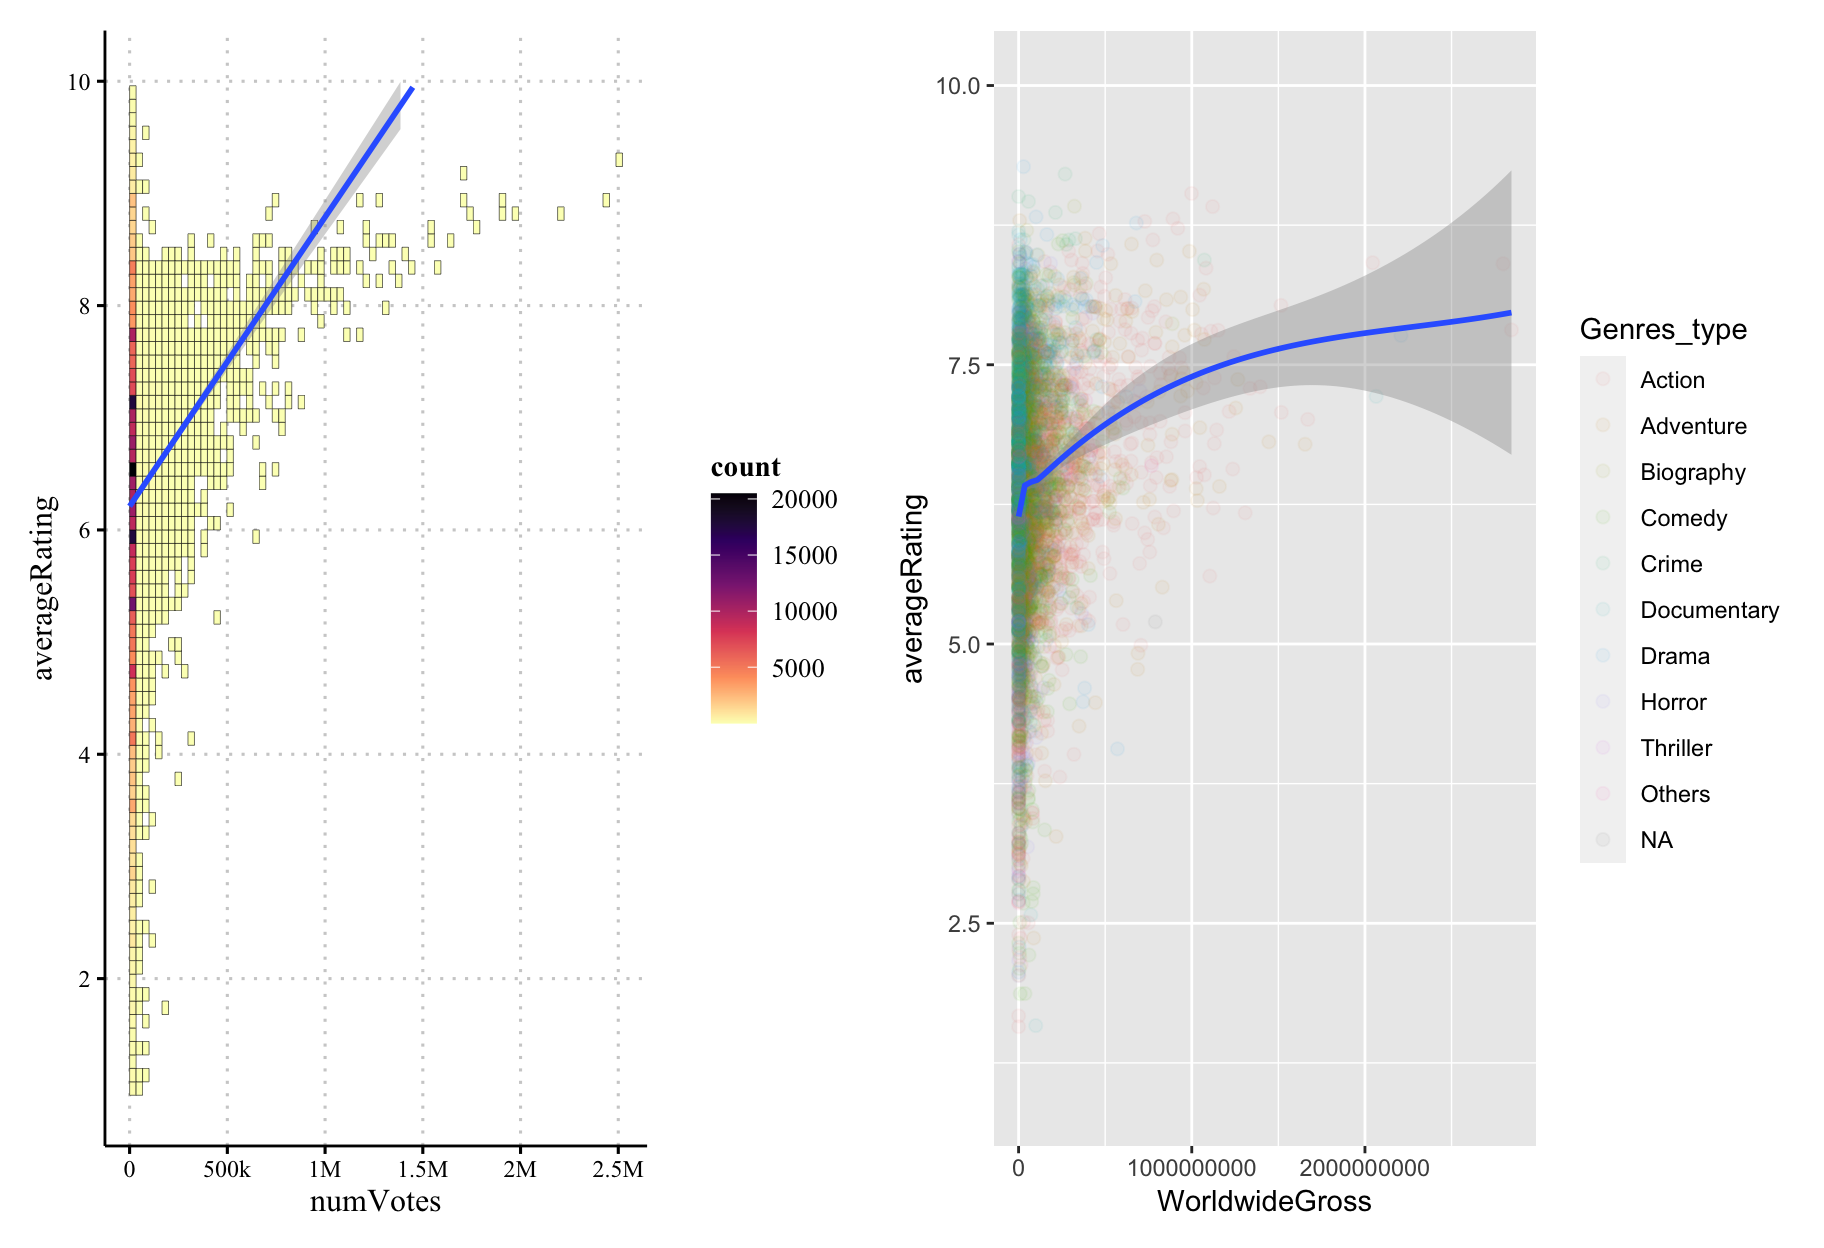 10
8
6
4
2
averageRating
0 500k 1M 1.5M 2M 2.5M
numVotes
count
20000
15000
10000
5000
10.0
7.5
5.0
2.5
averageRating
0 1000000000 2000000000
WorldwideGross
Genres_type
Action
Adventure
Biography
Comedy
Crime
Documentary
Drama
Horror
Thriller
Others
NA